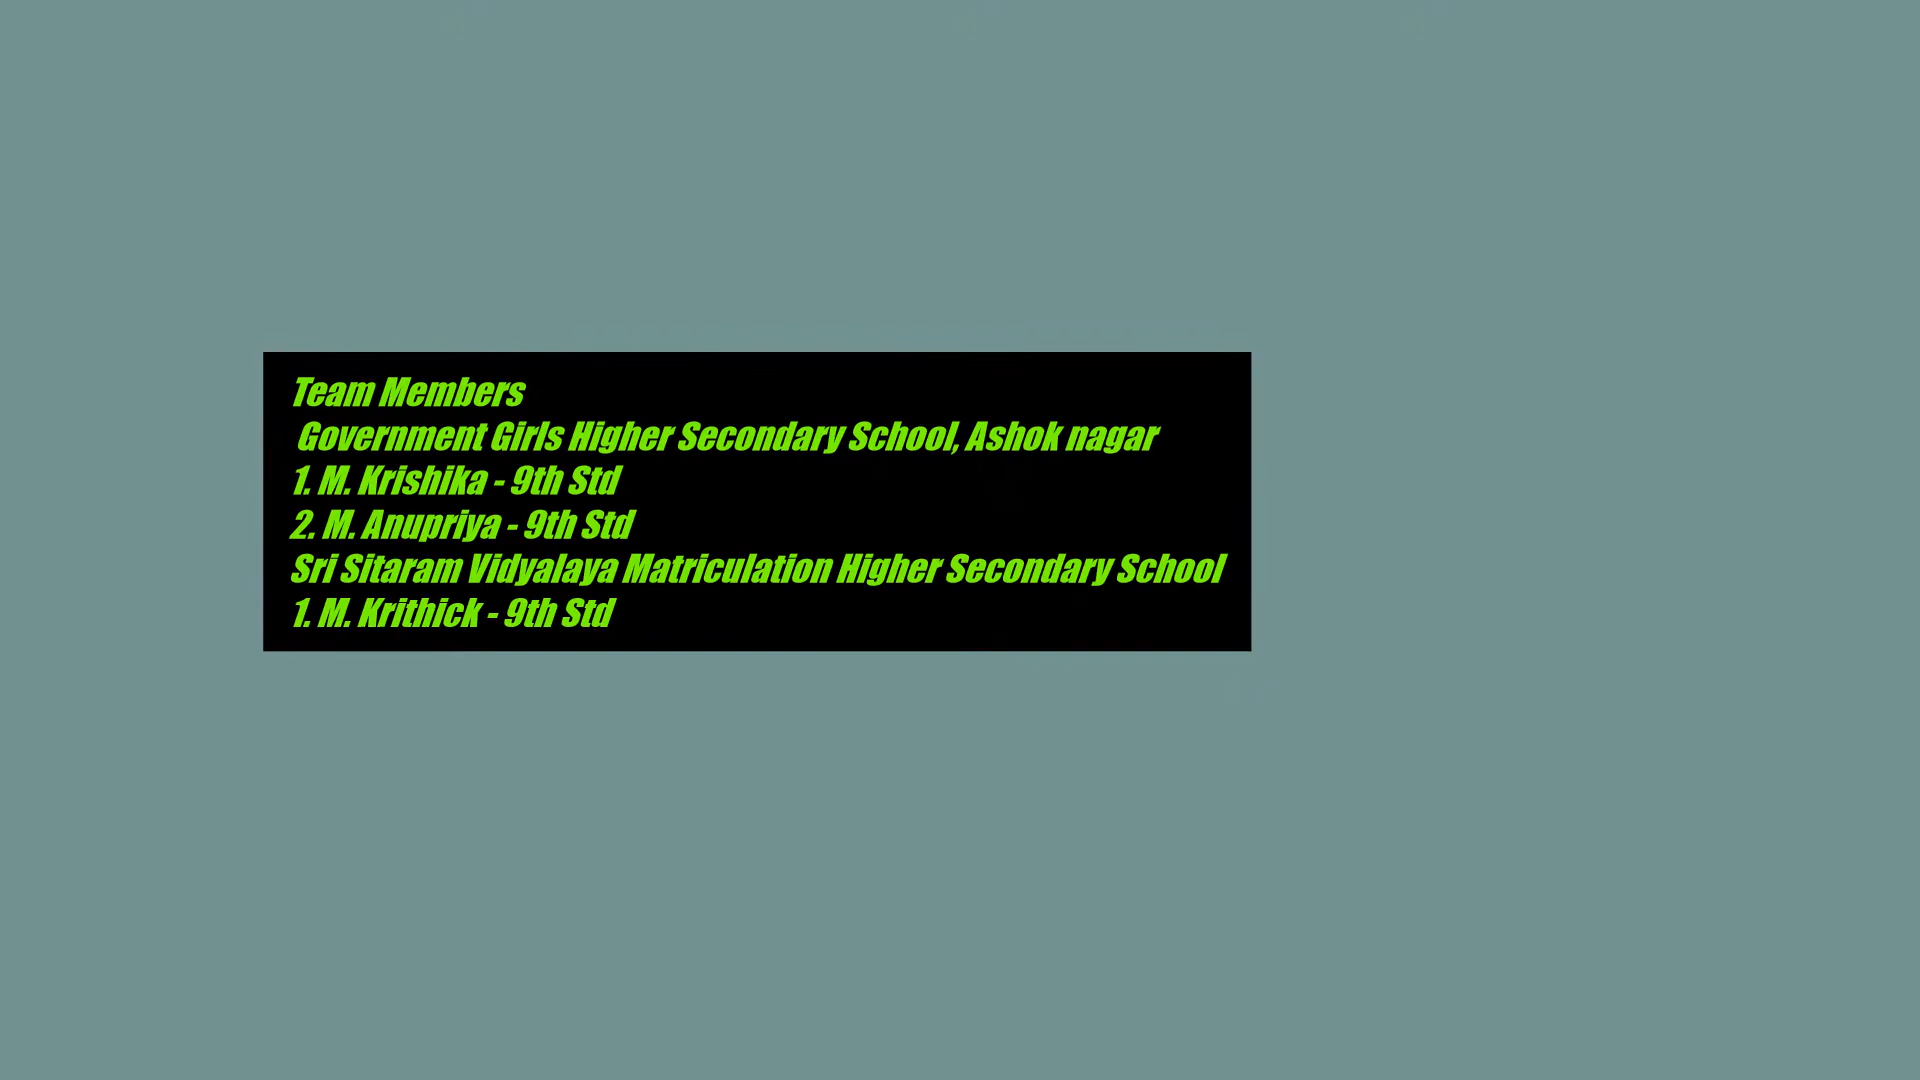 Team Members
Government Girls Higher Secondary School, Ashok nagar
1. M. Krishika - 9th Std
2. M. Anupriya - 9th Std
Sri Sitaram Vidyalaya Matriculation Higher Secondary School
1. M. Krithick - 9th Std